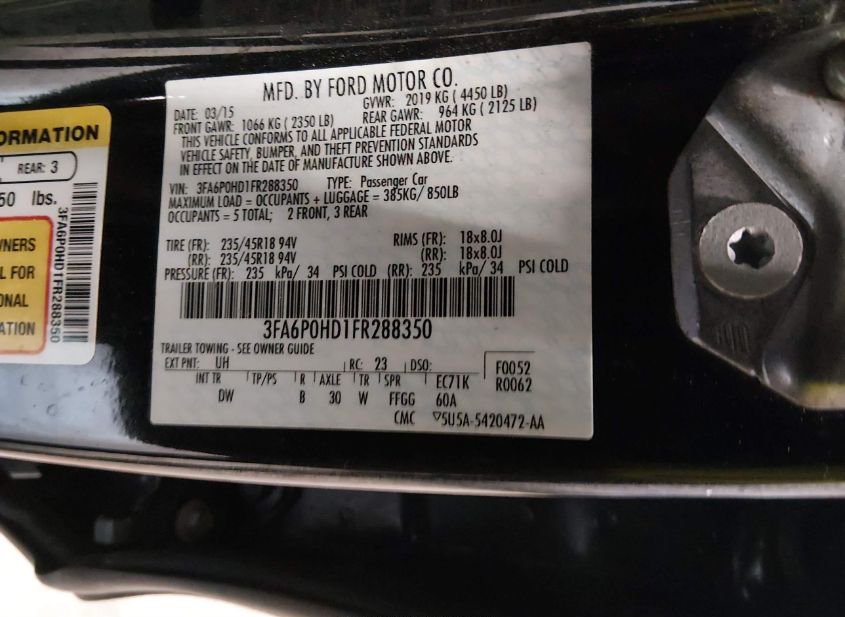 ORMATION
REAR: 3
50 lbs.
WNERS
L FOR
ONAL
ATION
3FA6P0HD1FR288350
MFD. BY FORD MOTOR CO.
DATE: 03/15 GVWR: 2019 KG ( 4450 LB)
FRONT GAWR: 1066 KG ( 2350 LB) REAR GAWR: 964 KG ( 2125 LB)
THIS VEHICLE CONFORMS TO ALL APPLICABLE FEDERAL MOTOR
VEHICLE SAFETY, BUMPER, AND THEFT PREVENTION STANDARDS
IN EFFECT ON THE DATE OF MANUFACTURE SHOWN ABOVE.
VIN: 3FA6P0HD1FR288350 TYPE: Passenger Car
MAXIMUM LOAD = OCCUPANTS + LUGGAGE = 385KG/ 850LB
OCCUPANTS = 5 TOTAL; 2 FRONT, 3 REAR
TIRE (FR): 235/45R18 94V RIMS (FR): 18x8.0J
(RR): 235/45R18 94V (RR): 18x8.0J
PRESSURE (FR): 235 kPa/ 34 PSI COLD (RR): 235 kPa/ 34 PSI COLD
3FA6P0HD1FR288350
TRAILER TOWING - SEE OWNER GUIDE
EXT PNT: UH RC: 23 DSO: F0052
INT TR TP/PS R AXLE TR SPR EC71K R0062
DW B 30 W FFGG 60A
CMC ▽5U5A-5420472-AA